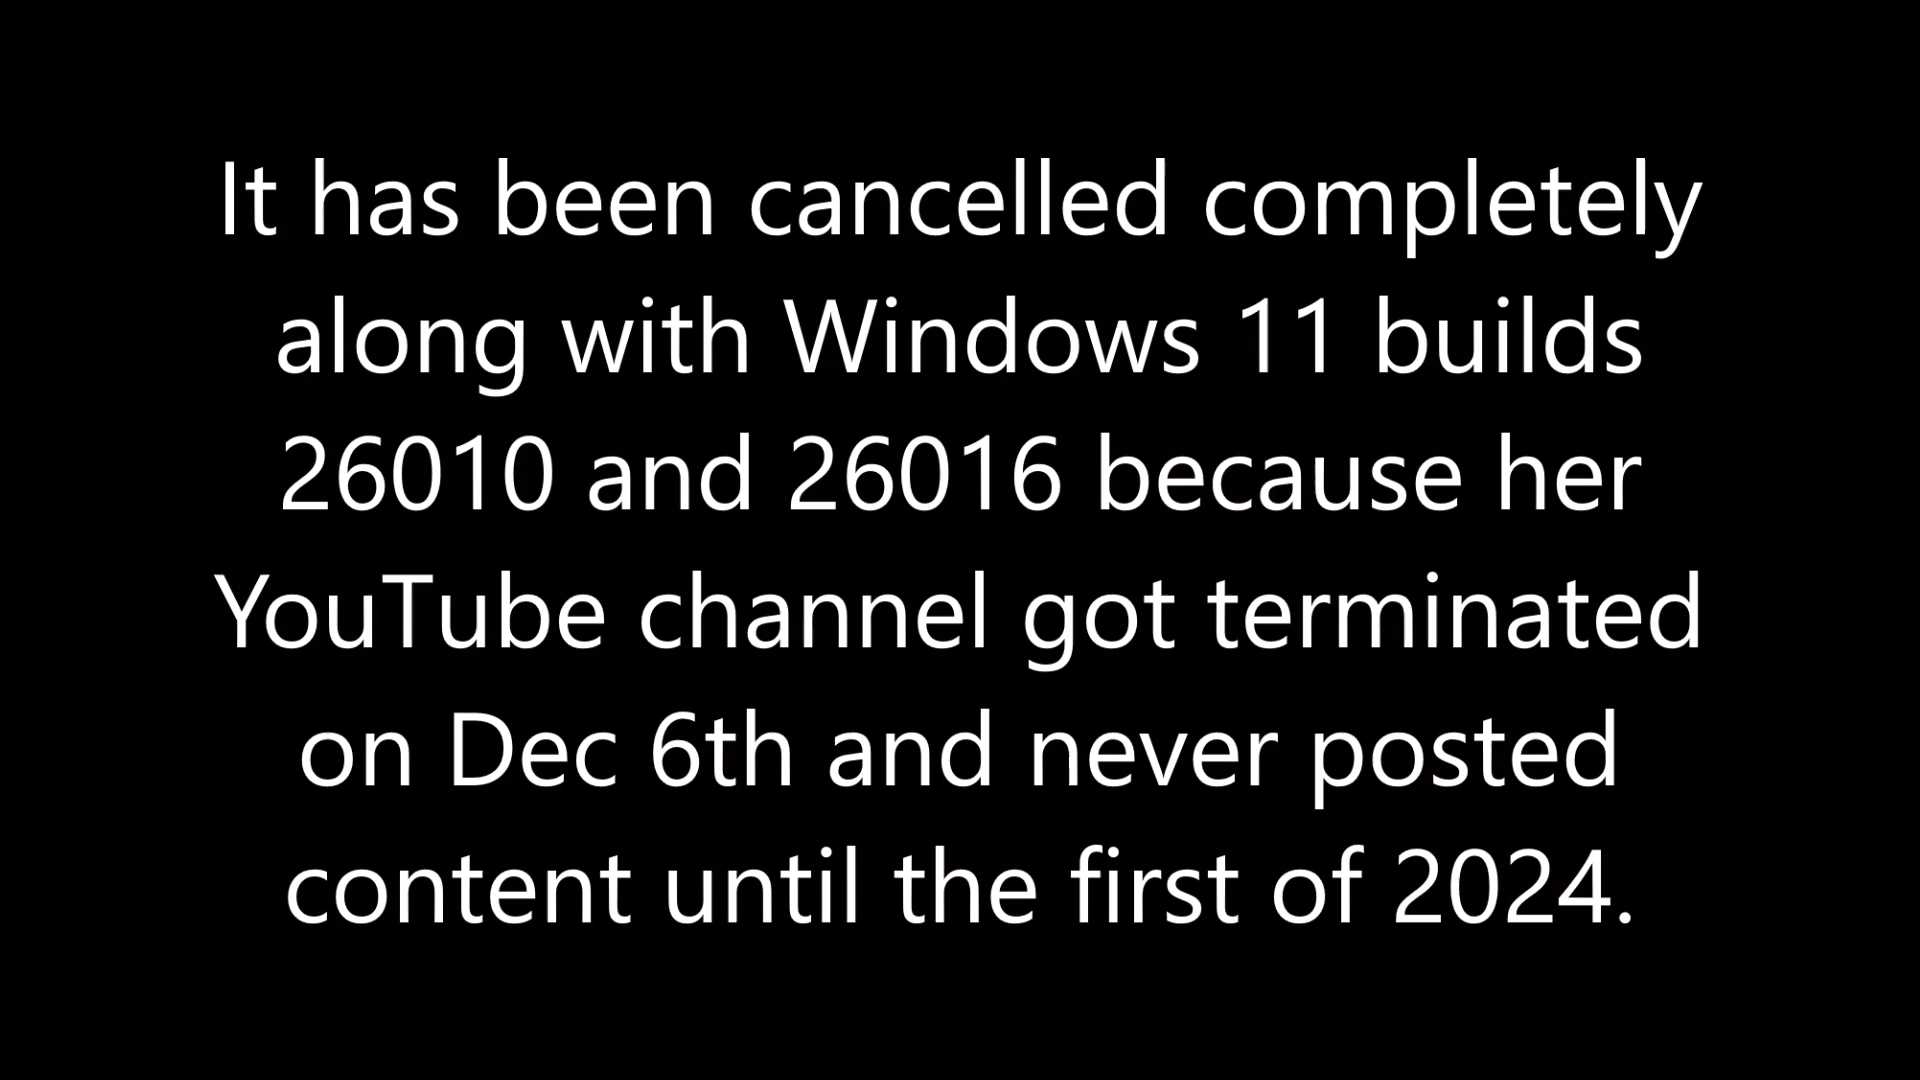 It has been cancelled completely
along with Windows 11 builds
26010 and 26016 because her
YouTube channel got terminated
on Dec 6th and never posted
content until the first of 2024.